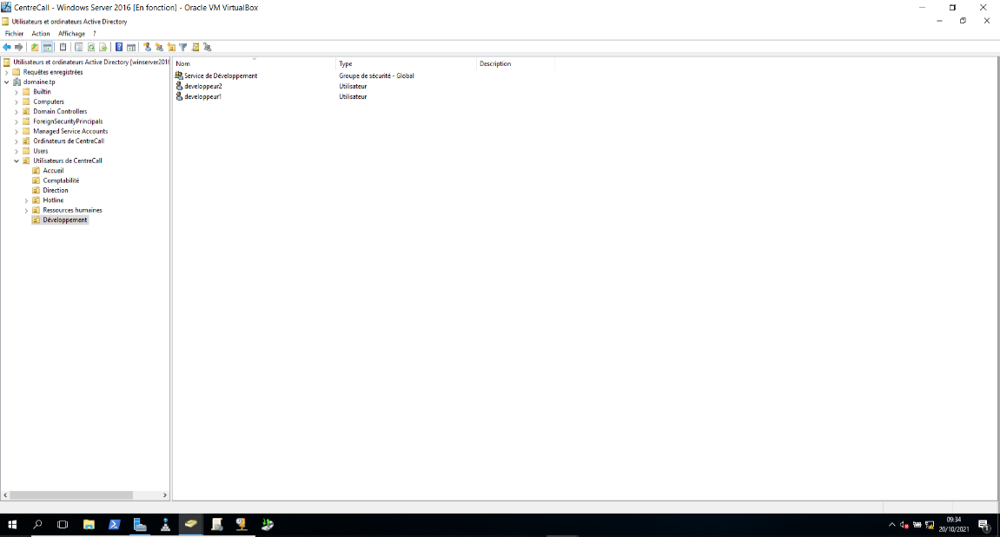 CentreCall - Windows Server 2016 [En fonction] - Oracle VM VirtualBox
Utilisateurs et ordinateurs Active Directory
Fichier Action Affichage ?
Utilisateurs et ordinateurs Active Directory [winserver2016
Requêtes enregistrées
domaine.tp
Builtin
Computers
Domain Controllers
ForeignSecurityPrincipals
Managed Service Accounts
Ordinateurs de CentreCall
Users
Utilisateurs de CentreCall
Accueil
Comptabilité
Direction
Hotline
Ressources humaines
Développement
Nom Type Description
Service de Développement Groupe de sécurité - Global
developpeur2 Utilisateur
developpeur1 Utilisateur
09:34
20/10/2021
1